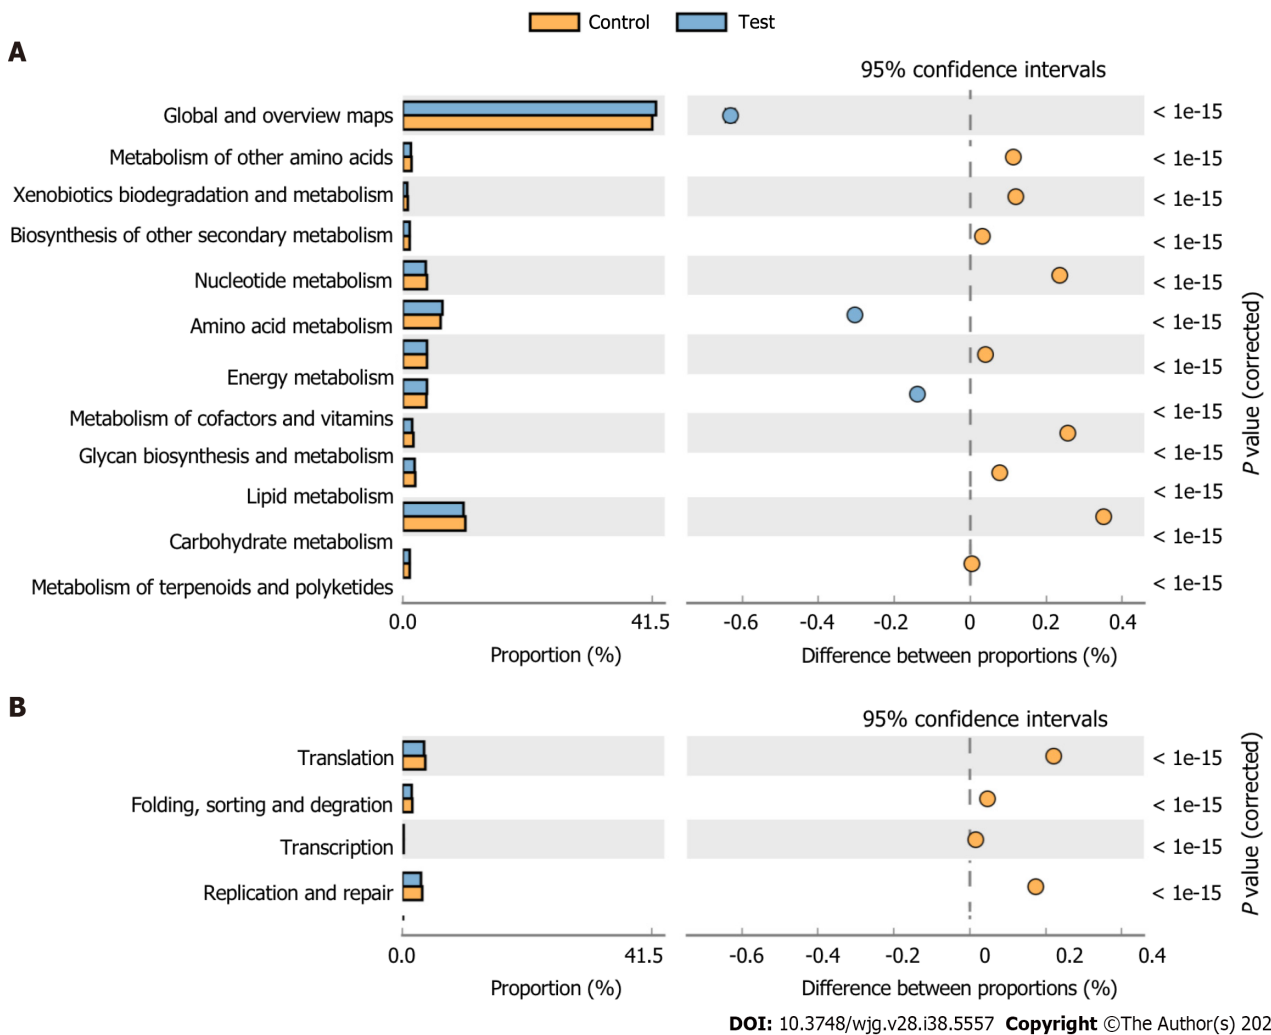 Control Test
A
95% confidence intervals
Global and overview maps < 1e-15
Metabolism of other amino acids < 1e-15
Xenobiotics biodegradation and metabolism < 1e-15
Biosynthesis of other secondary metabolism < 1e-15
Nucleotide metabolism < 1e-15
Amino acid metabolism < 1e-15
Energy metabolism < 1e-15
Metabolism of cofactors and vitamins < 1e-15
Glycan biosynthesis and metabolism < 1e-15
Lipid metabolism < 1e-15
Carbohydrate metabolism < 1e-15
Metabolism of terpenoids and polyketides < 1e-15
P value (corrected)
0.0 41.5 -0.6 -0.4 -0.2 0 0.2 0.4
Proportion (%) Difference between proportions (%)
B
95% confidence intervals
Translation < 1e-15
Folding, sorting and degration < 1e-15
Transcription < 1e-15
Replication and repair < 1e-15
P value (corrected)
0.0 41.5 -0.6 -0.4 -0.2 0 0.2 0.4
Proportion (%) Difference between proportions (%)
DOI: 10.3748/wjg.v28.i38.5557 Copyright ©The Author(s) 202